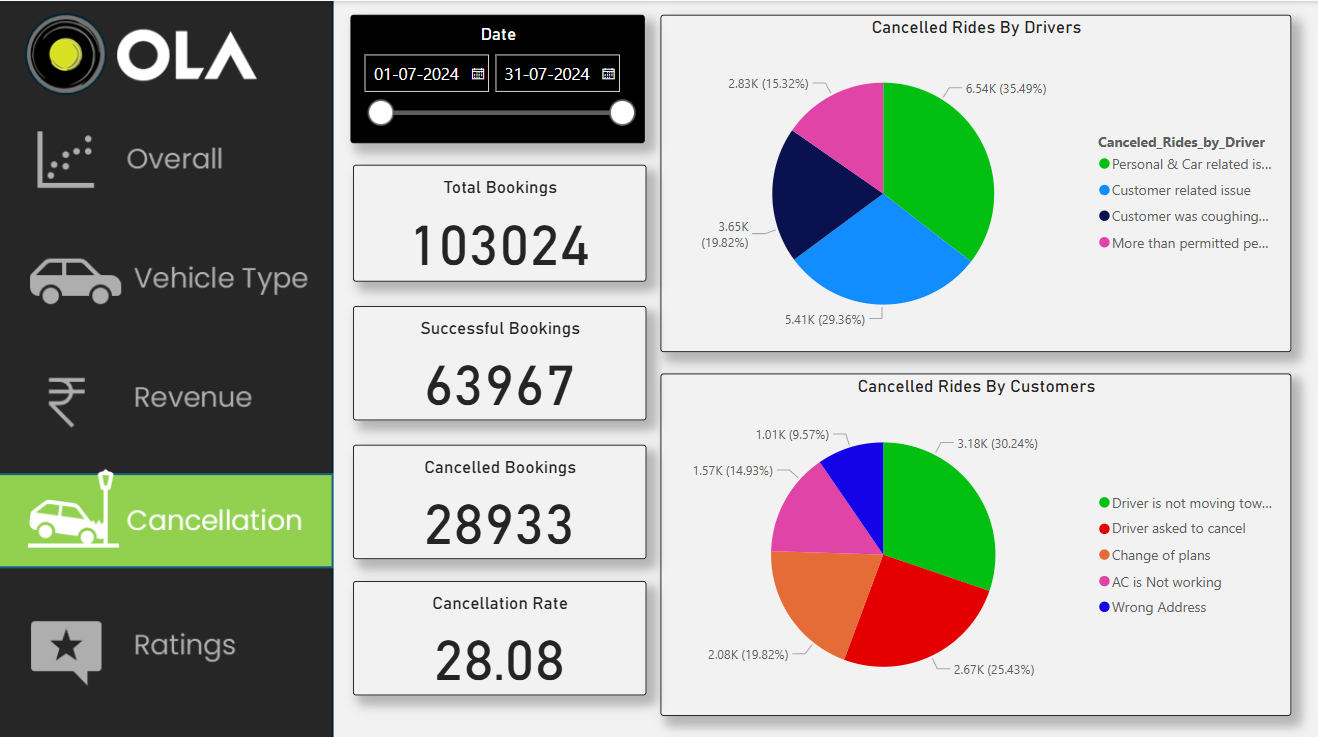 OLA
Overall
Vehicle Type
Revenue
Cancellation
Ratings
Date
01-07-2024
31-07-2024
Total Bookings
103024
Successful Bookings
63967
Cancelled Bookings
28933
Cancellation Rate
28.08
Cancelled Rides By Drivers
2.83K (15.32%)
6.54K (35.49%)
3.65K
(19.82%)
5.41K (29.36%)
Canceled_Rides_by_Driver
Personal & Car related is...
Customer related issue
Customer was coughing...
More than permitted pe...
Cancelled Rides By Customers
1.01K (9.57%)
3.18K (30.24%)
1.57K (14.93%)
2.08K (19.82%)
2.67K (25.43%)
Driver is not moving tow...
Driver asked to cancel
Change of plans
AC is Not working
Wrong Address